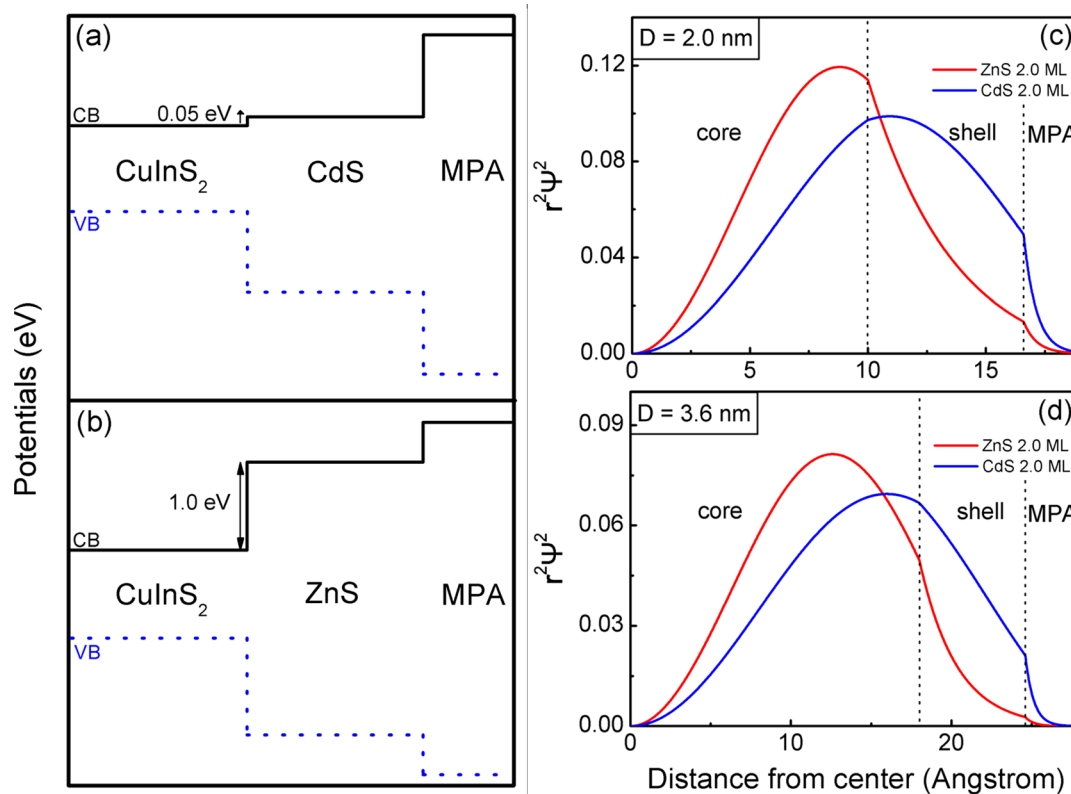 Potentials (eV)
(a)
CB
0.05 eV
CuInS₂
CdS
MPA
VB
(b)
1.0 eV
CB
CuInS₂
ZnS
MPA
VB
D = 2.0 nm
(c)
ZnS 2.0 ML
CdS 2.0 ML
core
shell
MPA
r²Ψ²
0.12
0.08
0.04
0.00
0
5
10
15
D = 3.6 nm
(d)
ZnS 2.0 ML
CdS 2.0 ML
core
shell
MPA
r²Ψ²
0.09
0.06
0.03
0.00
0
10
20
Distance from center (Angstrom)